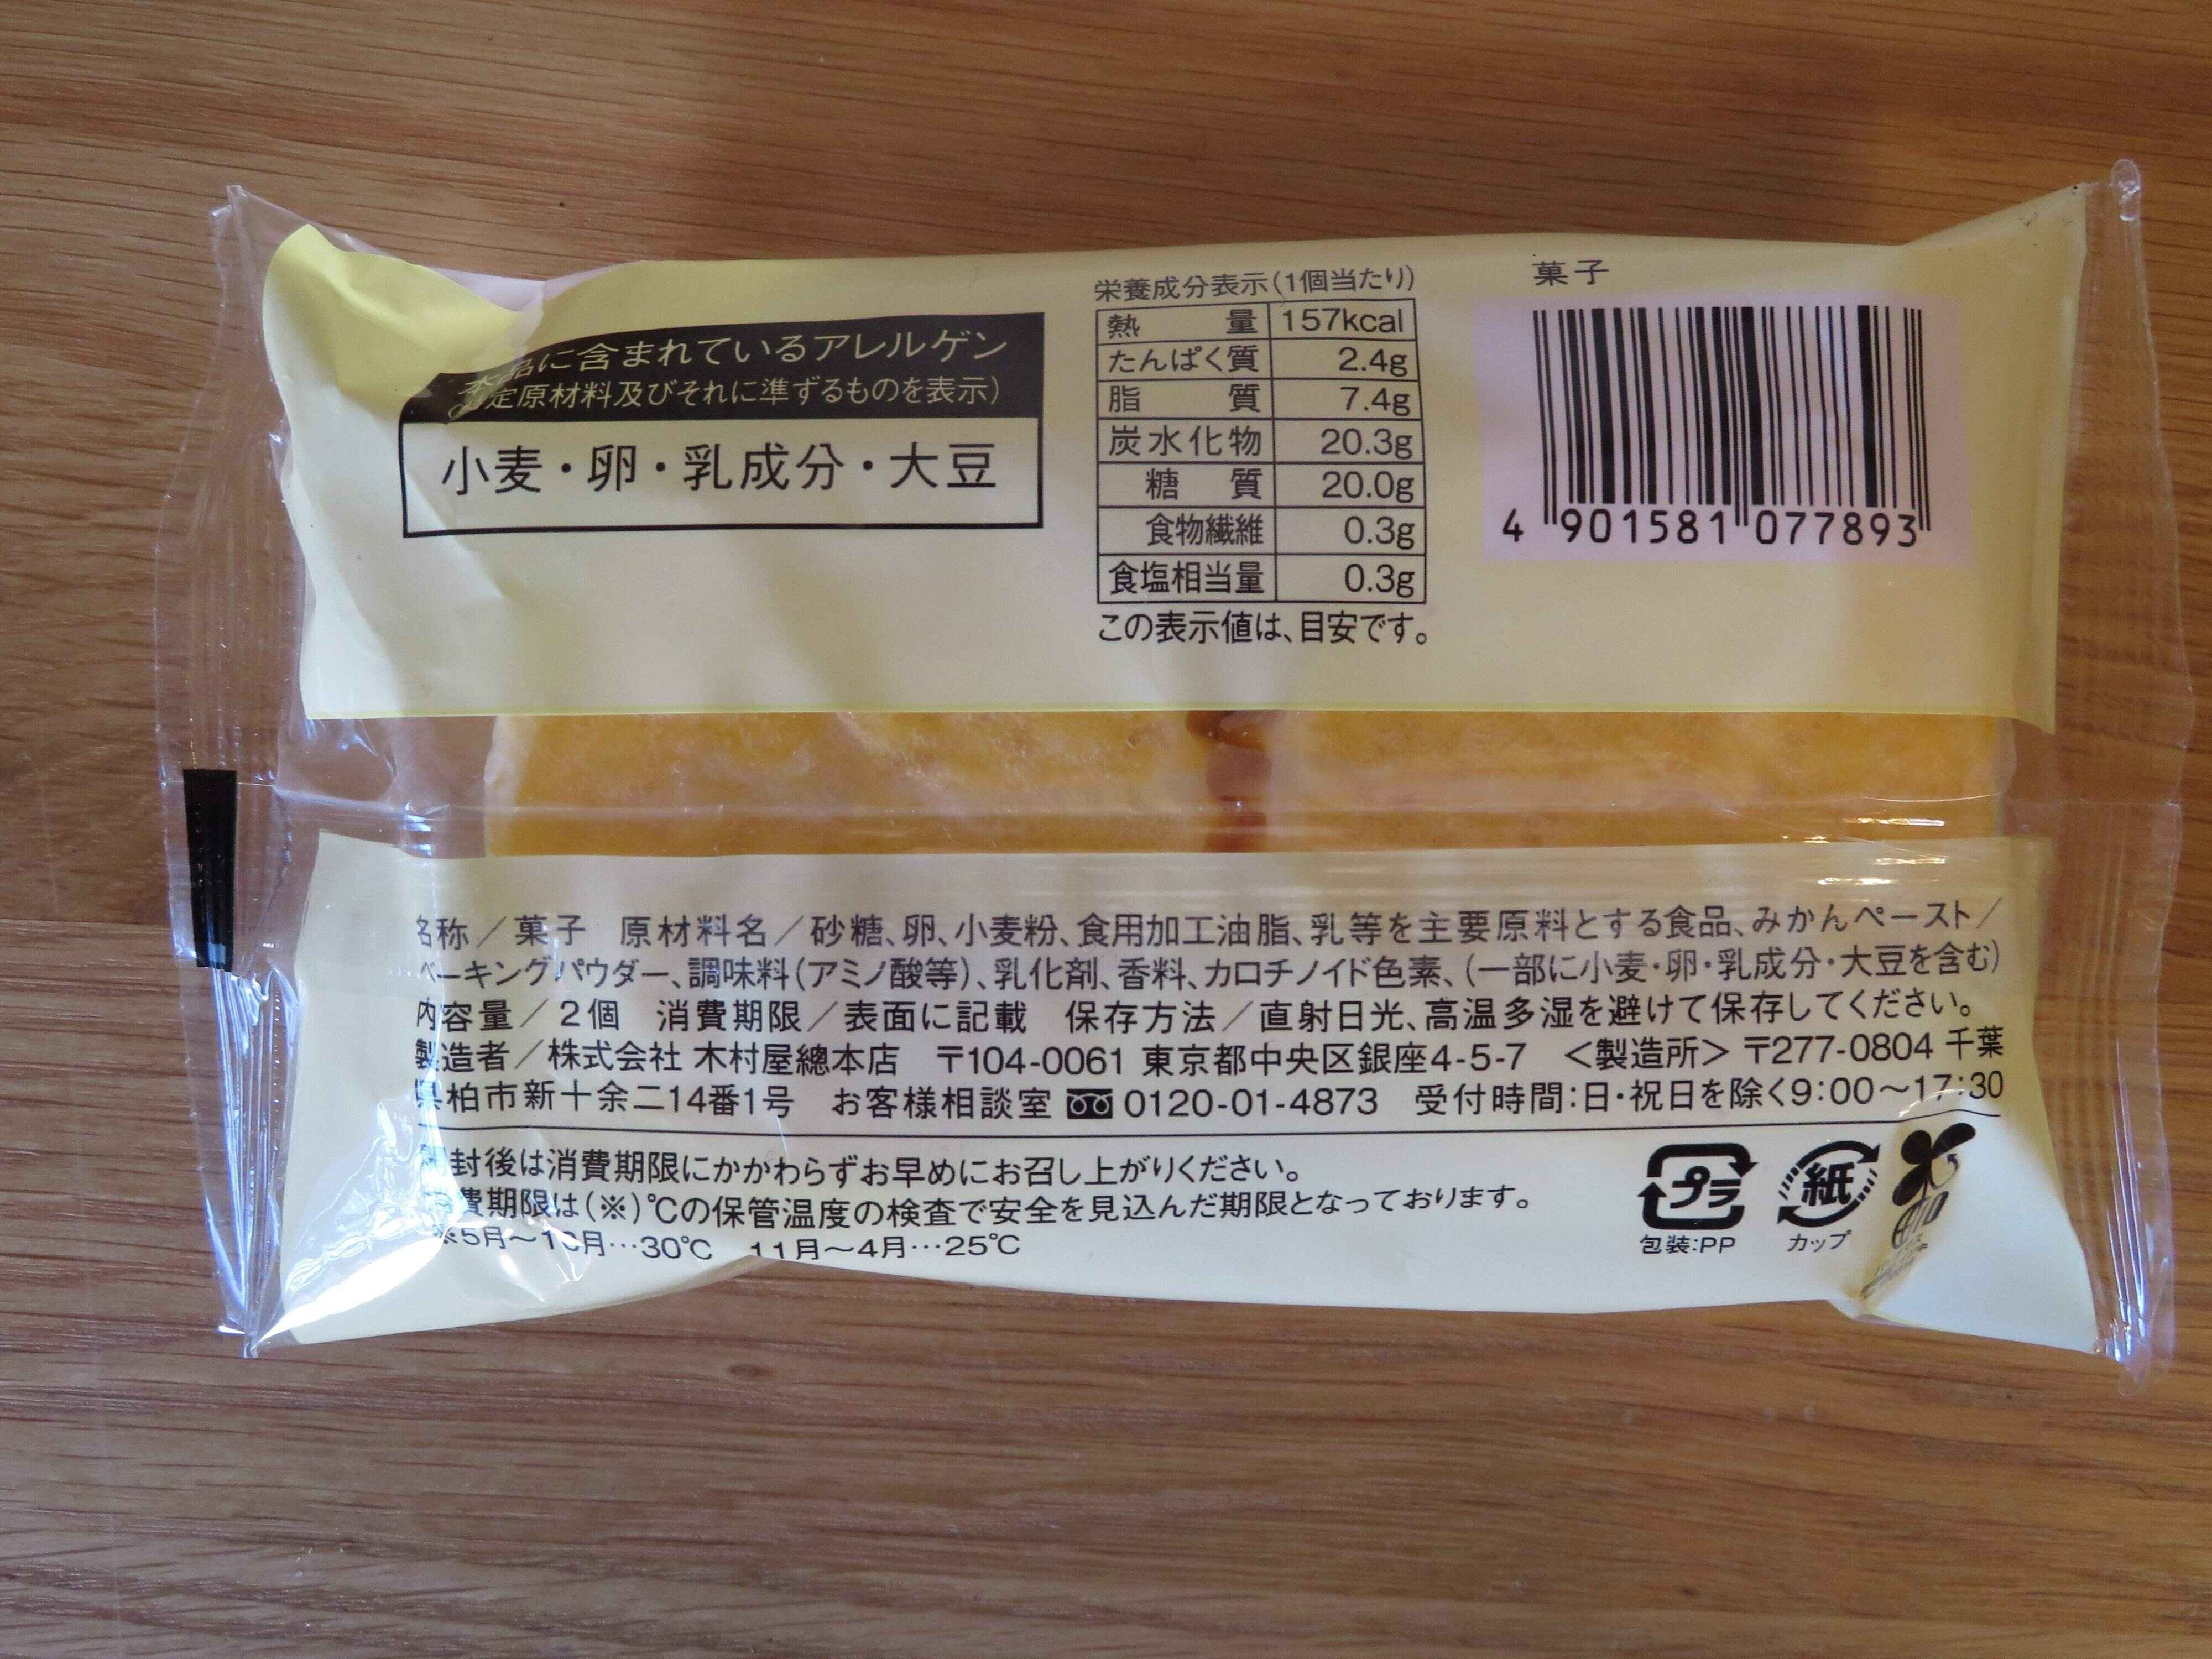 品に含まれているアレルゲン
定原材料及びそれに準ずるものを表示)
小麦・卵・乳成分・大豆
栄養成分表示(1個当たり)
熱量 157kcal
たんぱく質 2.4g
脂質 7.4g
炭水化物 20.3g
糖質 20.0g
食物繊維 0.3g
食塩相当量 0.3g
この表示値は、目安です。
菓子
4 901581 077893
名称/菓子 原材料名/砂糖、卵、小麦粉、食用加工油脂、乳等を主要原料とする食品、みかんペースト/
ベーキングパウダー、調味料(アミノ酸等)、乳化剤、香料、カロチノイド色素、(一部に小麦・卵・乳成分・大豆を含む)
内容量/2個 消費期限/表面に記載 保存方法/直射日光、高温多湿を避けて保存してください。
製造者/株式会社 木村屋總本店 〒104-0061 東京都中央区銀座4-5-7 <製造所>〒277-0804 千葉
県柏市新十余二14番1号 お客様相談室 0120-01-4873 受付時間:日・祝日を除く9:00～17:30
封後は消費期限にかかわらずお早めにお召し上がりください。
費期限は(※)℃の保管温度の検査で安全を見込んだ期限となっております。
※5月～10月…30℃ 11月～4月…25℃
プラ
包装:PP
紙
カップ